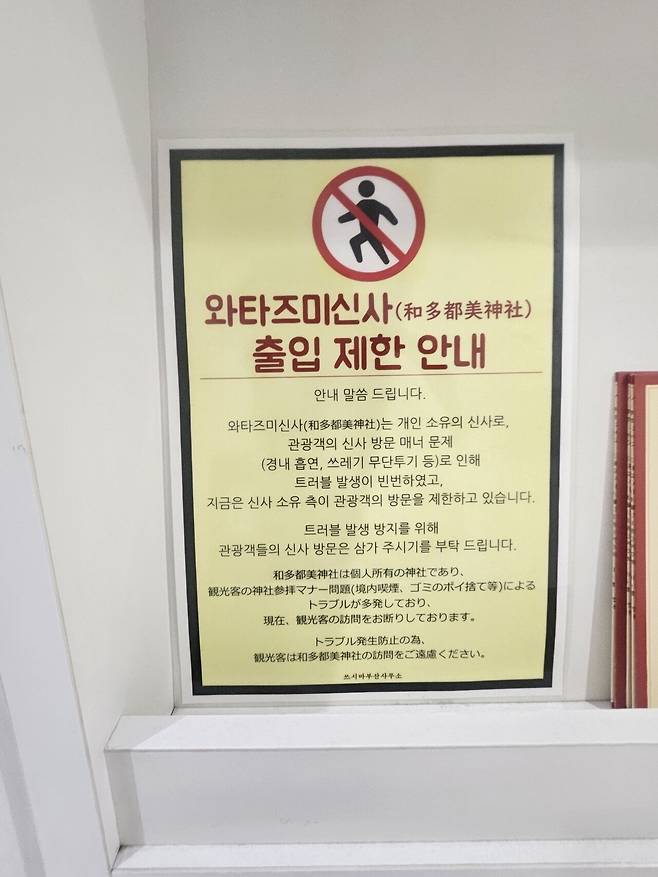 와타즈미신사(和多都美神社)
출입 제한 안내
안내 말씀 드립니다.
와타즈미신사(和多都美神社)는 개인 소유의 신사로,
관광객의 신사 방문 매너 문제
(경내 흡연, 쓰레기 무단투기 등)로 인해
트러블 발생이 빈번하였고,
지금은 신사 소유 측이 관광객의 방문을 제한하고 있습니다.
트러블 발생 방지를 위해
관광객들의 신사 방문은 삼가 주시기를 부탁 드립니다.
和多都美神社は個人所有の神社であり、
観光客の神社参拝マナー問題(境内喫煙、ゴミのポイ捨て等)による
トラブルが多発しており、
現在、観光客の訪問をお断りしております。
トラブル発生防止の為、
観光客は和多都美神社の訪問をご遠慮ください。
쓰시마부산사무소